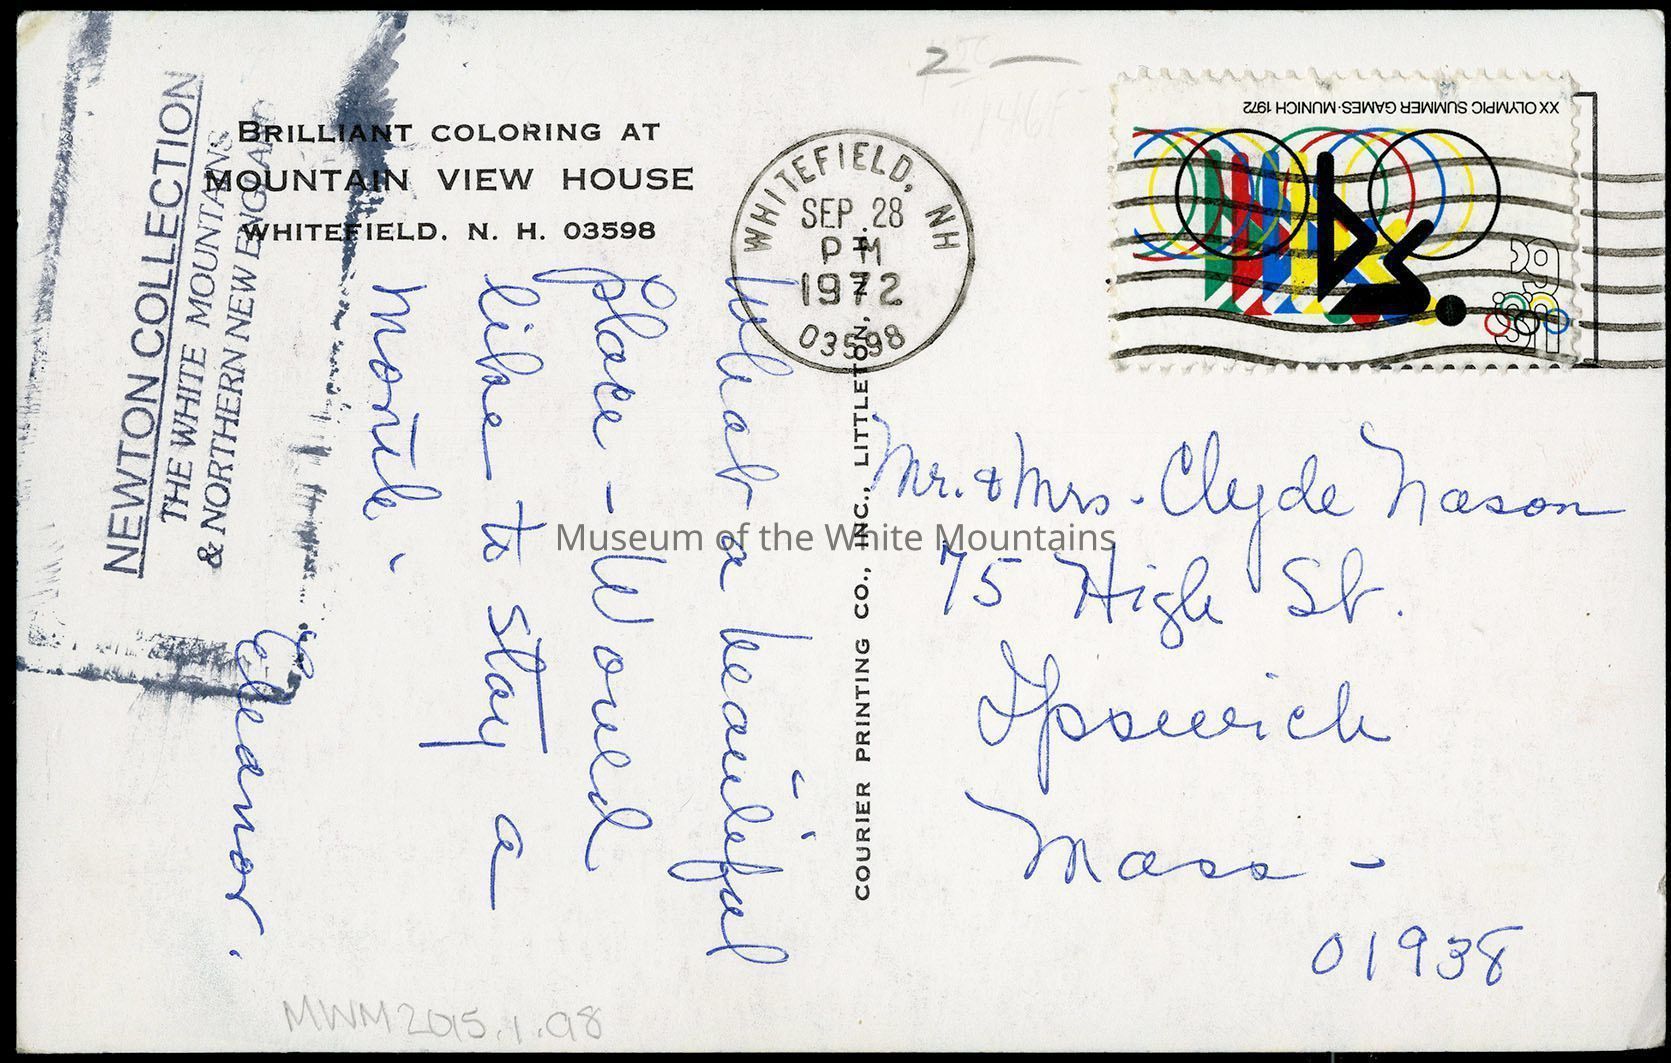 BRILLIANT COLORING AT
MOUNTAIN VIEW HOUSE
WHITEFIELD. N. H. 03598
NEWTON COLLECTION
THE WHITE MOUNTAINS
& NORTHERN NEW ENGLAND
What a beautiful
place - Would
like to stay a
month.
Eleanor.
COURIER PRINTING CO., INC., LITTLETON, N. H.
2 —
WHITEFIELD, NH
SEP. 28
PM
1972
03598
XX OLYMPIC SUMMER GAMES·MUNICH 1972
US
8c
Mr. & Mrs. Clyde Nason
75 High St.
Ipswich
Mass -
01938
MWM2015.1.98
Museum of the White Mountains